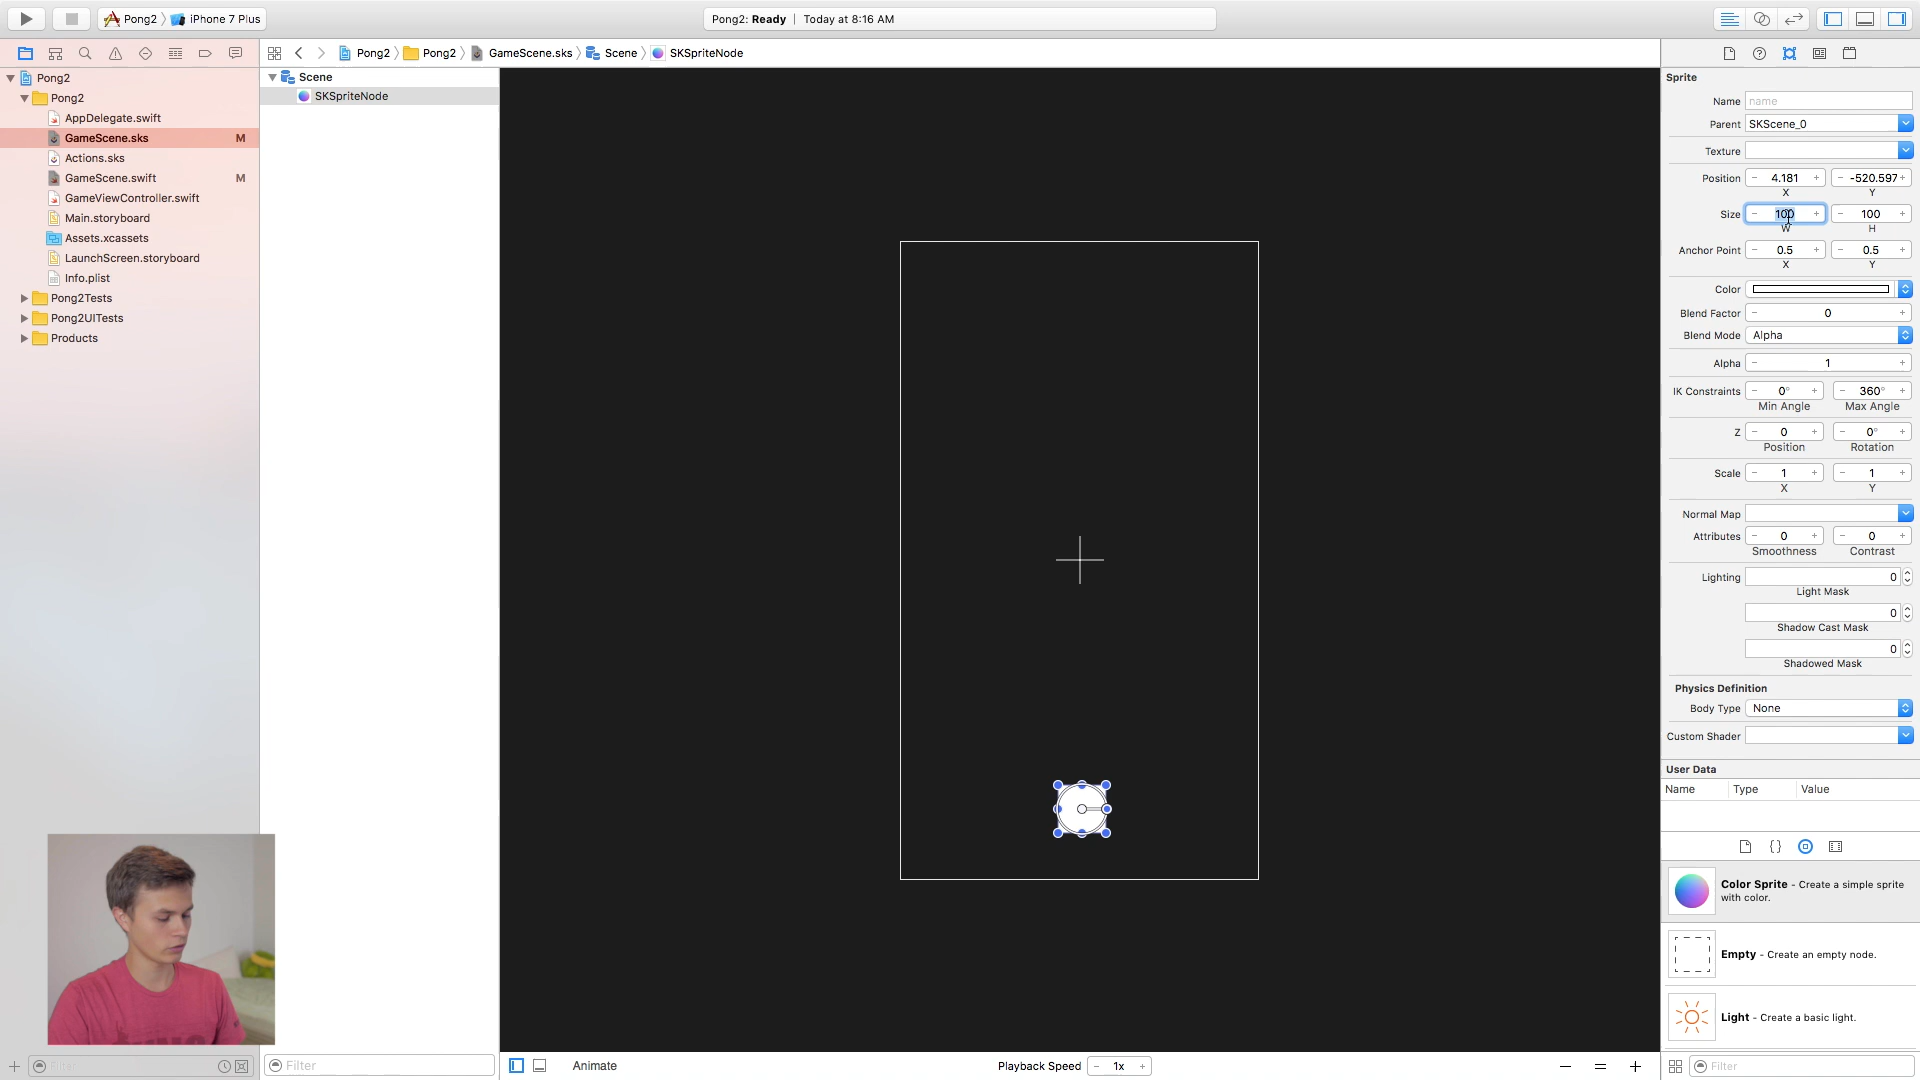 Pong2 iPhone 7 Plus
Pong2: Ready | Today at 8:16 AM
Pong2 Pong2 GameScene.sks Scene SKSpriteNode
Pong2
Pong2
AppDelegate.swift
GameScene.sks M
Actions.sks
GameScene.swift M
GameViewController.swift
Main.storyboard
Assets.xcassets
LaunchScreen.storyboard
Info.plist
Pong2Tests
Pong2UITests
Products
Filter
Scene
SKSpriteNode
Filter
Animate
Playback Speed − 1x +
Sprite
Name name
Parent SKScene_0
Texture
Position − 4.181 + − -520.597 +
X Y
Size − 100 + − 100 +
W H
Anchor Point − 0.5 + − 0.5 +
X Y
Color
Blend Factor − 0 +
Blend Mode Alpha
Alpha − 1 +
IK Constraints − 0° + − 360° +
Min Angle Max Angle
Z − 0 + − 0° +
Position Rotation
Scale − 1 + − 1 +
X Y
Normal Map
Attributes − 0 + − 0 +
Smoothness Contrast
Lighting 0
Light Mask
0
Shadow Cast Mask
0
Shadowed Mask
Physics Definition
Body Type None
Custom Shader
User Data
Name Type Value
{}
Color Sprite - Create a simple sprite
with color.
Empty - Create an empty node.
Light - Create a basic light.
Filter